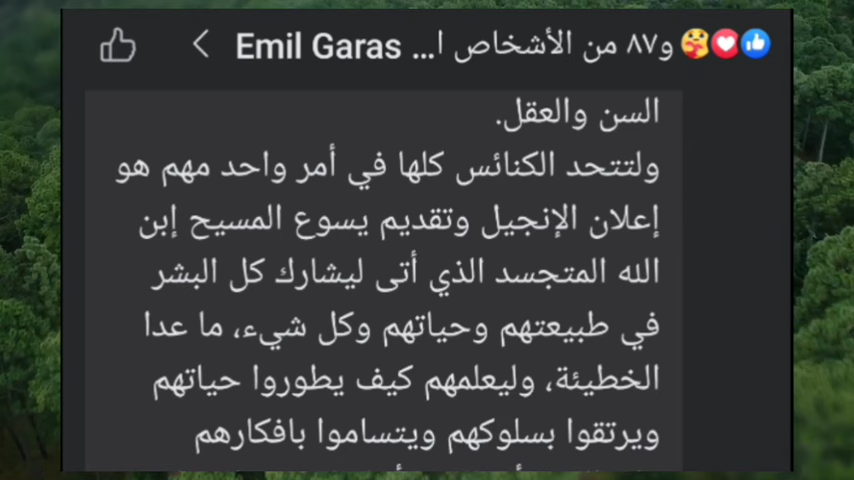 Emil Garas ... و٨٧ من الأشخاص ا
السن والعقل.
ولتتحد الكنائس كلها في أمر واحد مهم هو
إعلان الإنجيل وتقديم يسوع المسيح إبن
الله المتجسد الذي أتى ليشارك كل البشر
في طبيعتهم وحياتهم وكل شيء، ما عدا
الخطيئة، وليعلمهم كيف يطوروا حياتهم
ويرتقوا بسلوكهم ويتساموا بافكارهم